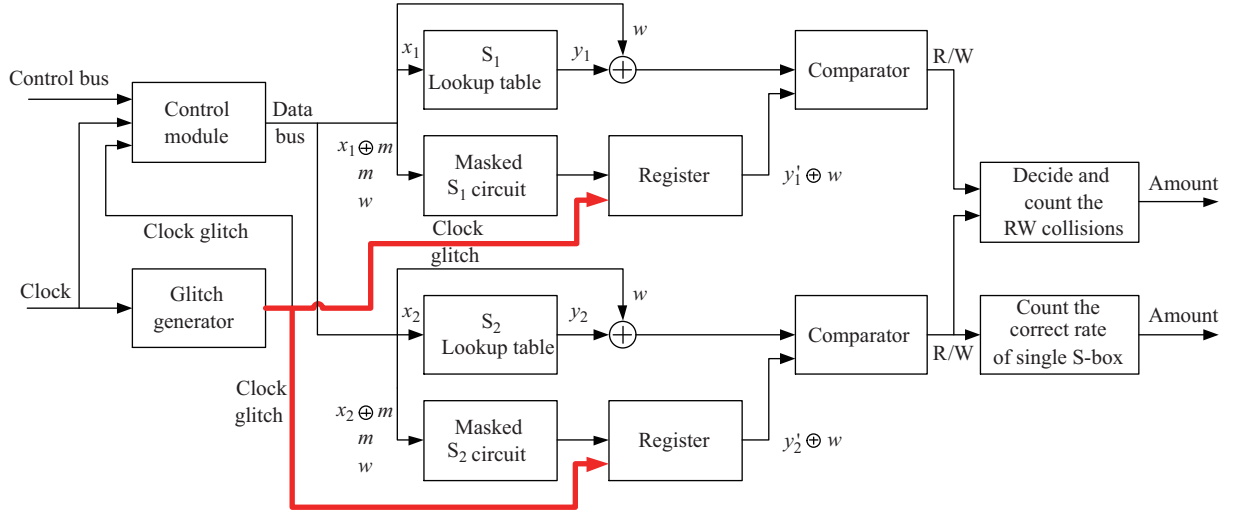 Control bus
Control
module
Data
bus
Clock glitch
Clock
Glitch
generator
x₁
S₁
Lookup table
y₁
w
x₁ ⊕ m
m
w
Masked
S₁ circuit
Register
y₁' ⊕ w
Comparator
R/W
Clock
glitch
x₂
S₂
Lookup table
y₂
w
Comparator
R/W
Clock
glitch
x₂ ⊕ m
m
w
Masked
S₂ circuit
Register
y₂' ⊕ w
Decide and
count the
RW collisions
Amount
Count the
correct rate
of single S-box
Amount